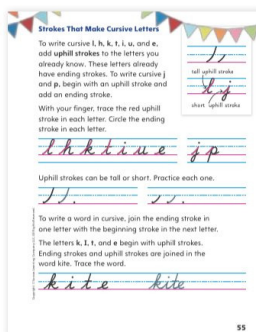 Strokes That Make Cursive Letters
To write cursive l, h, k, t, i, u, and e,
add uphill strokes to the letters you
already know. These letters already
have ending strokes. To write cursive j
and p, begin with an uphill stroke and
add an ending stroke.
tall uphill stroke
h j
short uphill stroke
With your finger, trace the red uphill
stroke in each letter. Circle the ending
stroke in each letter.
l h k t i u e j p
Uphill strokes can be tall or short. Practice each one.
To write a word in cursive, join the ending stroke in
one letter with the beginning stroke in the next letter.
The letters k, I, t, and e begin with uphill strokes.
Ending strokes and uphill strokes are joined in the
word kite. Trace the word.
k i t e kite
55